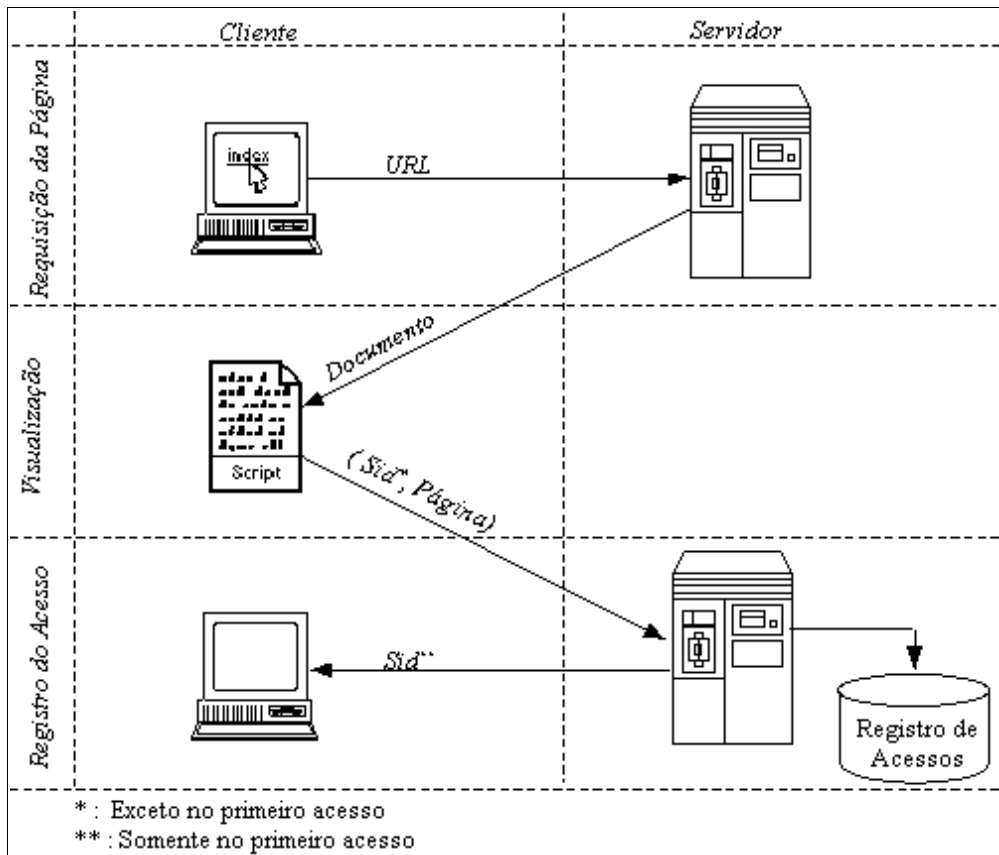 Cliente
Servidor
Requisição da Página
index
URL
Documento
Visualização
Script
( Sid*, Página)
Registro do Acesso
Sid**
Registro de
Acessos
* : Exceto no primeiro acesso
** : Somente no primeiro acesso